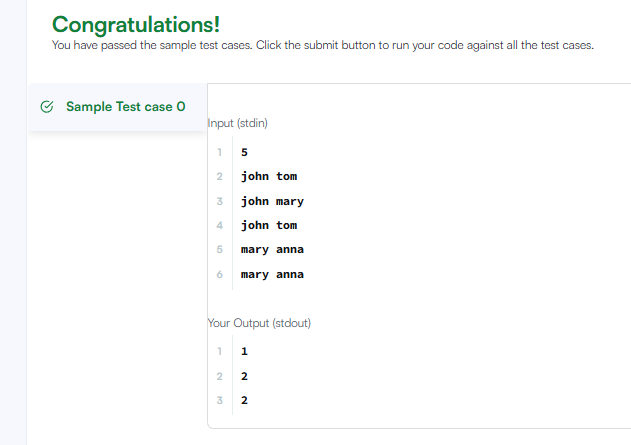 Congratulations!
You have passed the sample test cases. Click the submit button to run your code against all the test cases.
Sample Test case 0
Input (stdin)
1 5
2 john tom
3 john mary
4 john tom
5 mary anna
6 mary anna
Your Output (stdout)
1 1
2 2
3 2